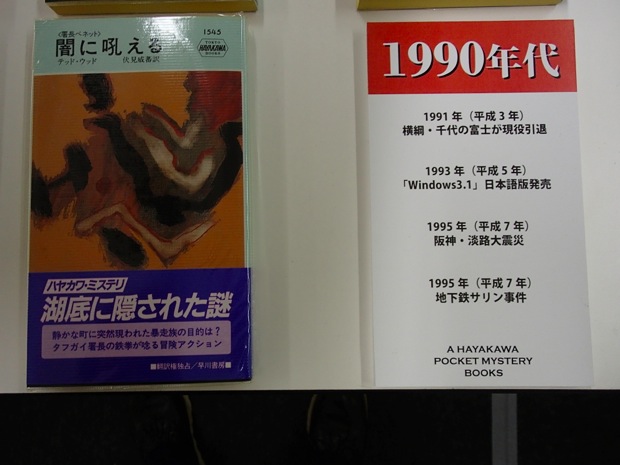 〈署長ベネット〉
闇に吼える
テッド・ウッド 伏見威蕃訳
1545
TOKYO
HAYAKAWA
BOOKS
ハヤカワ・ミステリ
湖底に隠された謎
静かな町に突然現われた暴走族の目的は?
タフガイ署長の鉄拳が唸る冒険アクション
■翻訳権独占/早川書房■
1990年代
1991年(平成3年)
横綱・千代の富士が現役引退
1993年(平成5年)
「Windows3.1」日本語版発売
1995年(平成7年)
阪神・淡路大震災
1995年(平成7年)
地下鉄サリン事件
A HAYAKAWA
POCKET MYSTERY
BOOKS